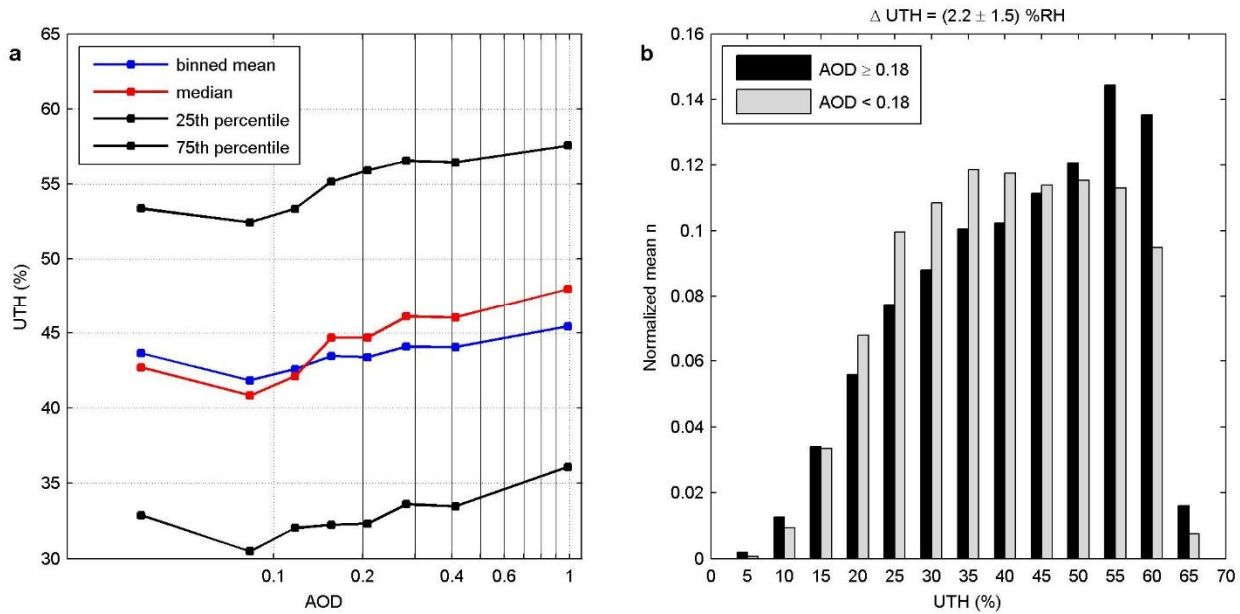 a
65
60
55
50
45
40
35
30
UTH (%)
binned mean
median
25th percentile
75th percentile
0.1
0.2
0.4
0.6
1
AOD
Δ UTH = (2.2 ± 1.5) %RH
b
0.16
0.14
0.12
0.1
0.08
0.06
0.04
0.02
0
Normalized mean n
AOD ≥ 0.18
AOD < 0.18
0 5 10 15 20 25 30 35 40 45 50 55 60 65 70
UTH (%)